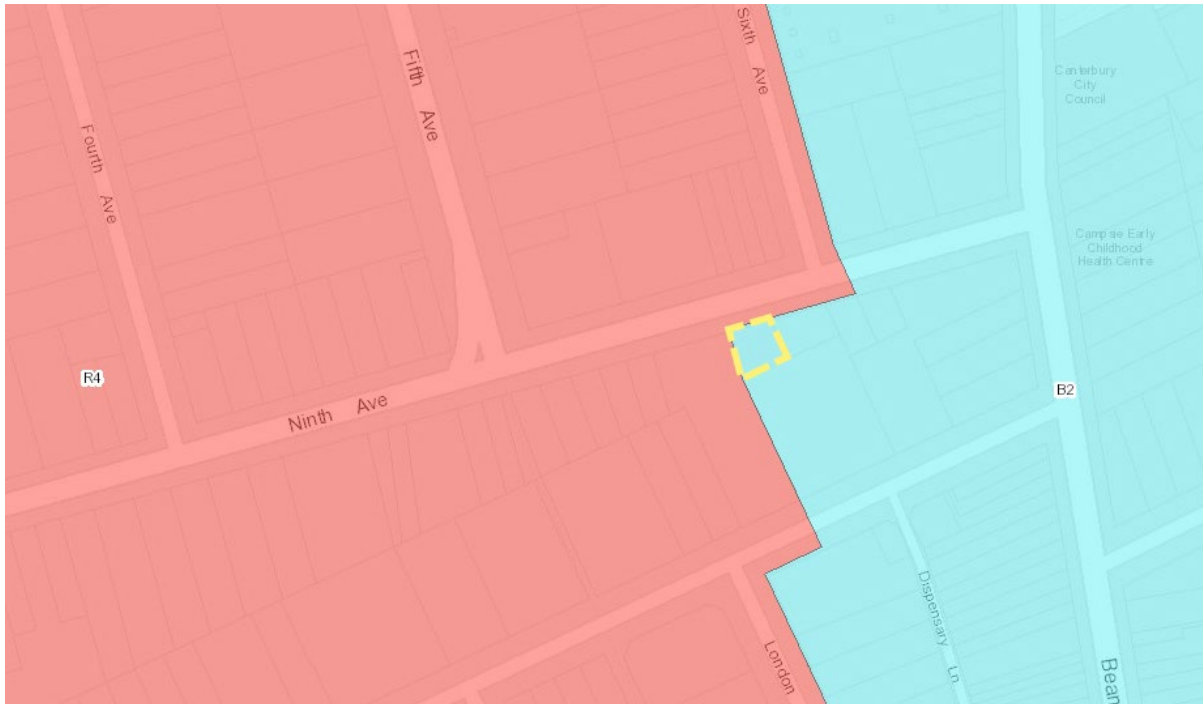 Sixth Ave
Fifth Ave
Canterbury
City
Council
Fourth Ave
Campsie Early
Childhood
Health Centre
R4
B2
Ninth Ave
Dispensary Ln
London
Bean